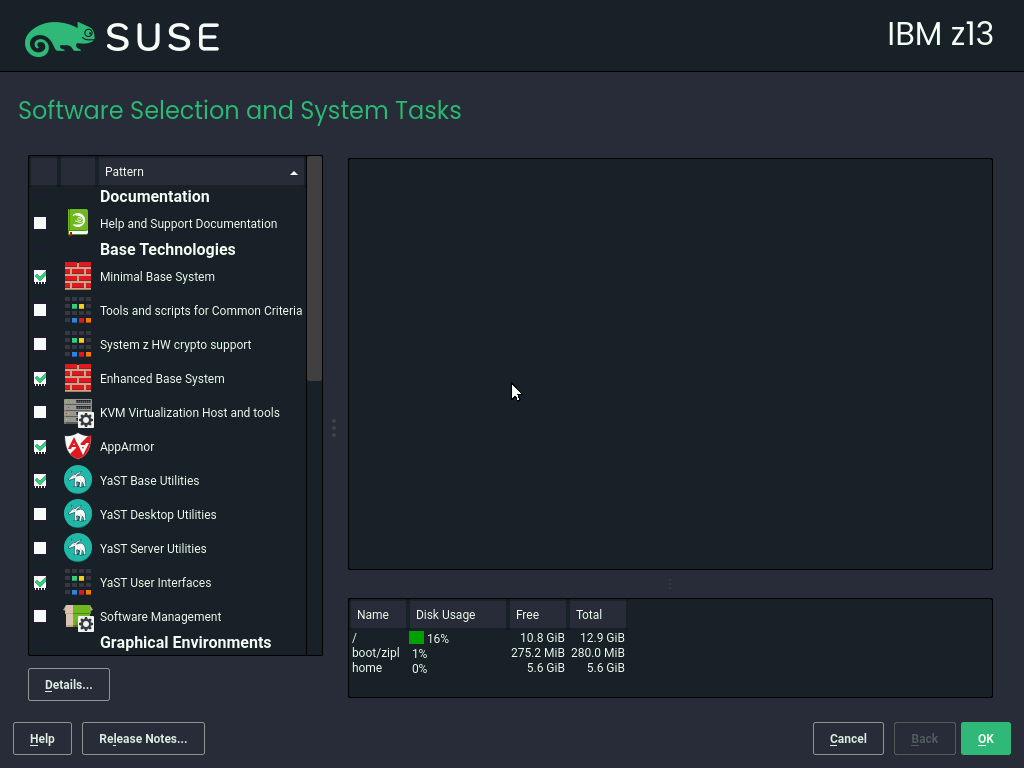 SUSE
IBM z13
Software Selection and System Tasks
Pattern
Documentation
Help and Support Documentation
Base Technologies
Minimal Base System
Tools and scripts for Common Criteria
System z HW crypto support
Enhanced Base System
KVM Virtualization Host and tools
AppArmor
YaST Base Utilities
YaST Desktop Utilities
YaST Server Utilities
YaST User Interfaces
Software Management
Graphical Environments
Name Disk Usage Free Total
/ 16% 10.8 GiB 12.9 GiB
boot/zipl 1% 275.2 MiB 280.0 MiB
home 0% 5.6 GiB 5.6 GiB
Details...
Help Release Notes... Cancel Back OK